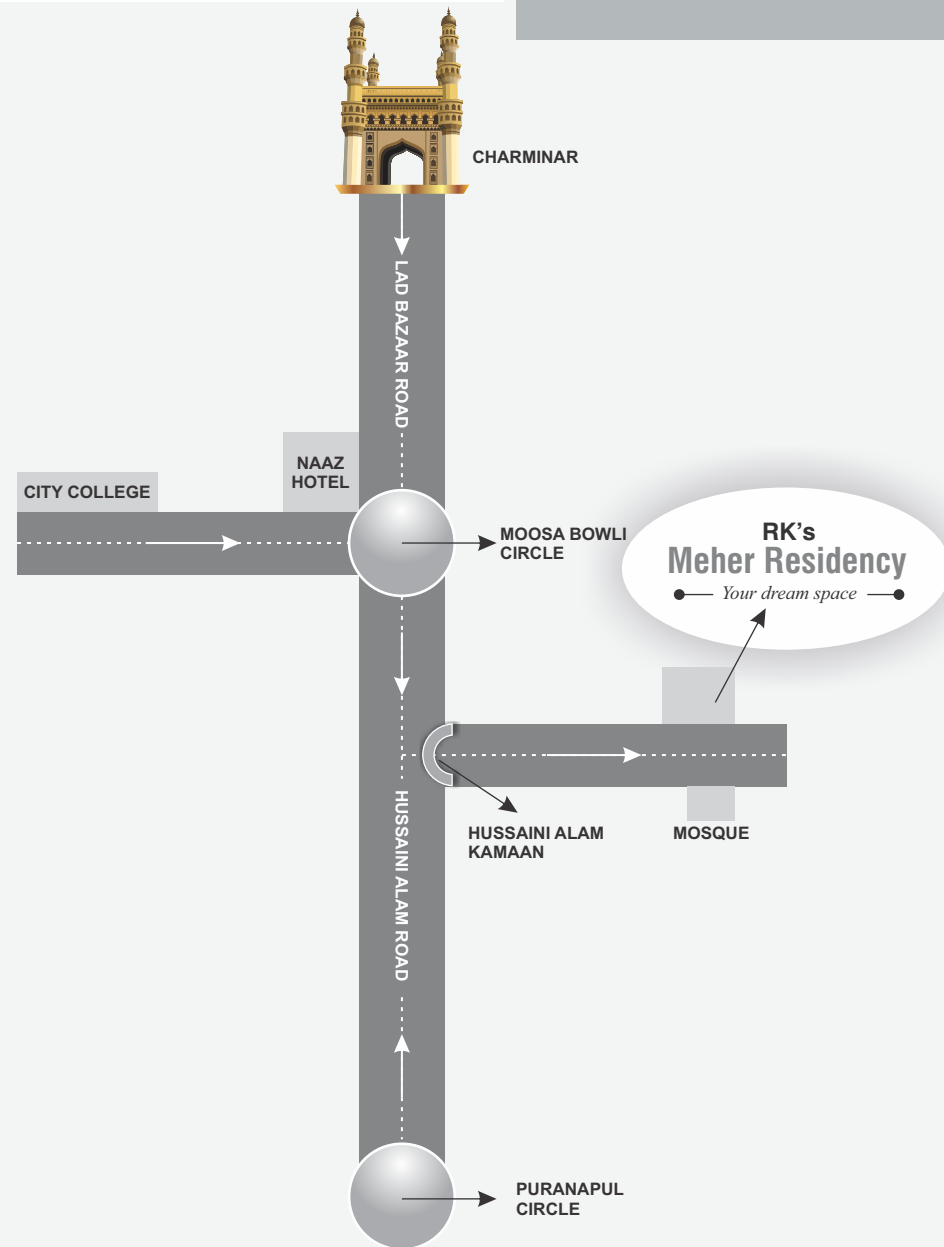 CHARMINAR
LAD BAZAAR ROAD
NAAZ
HOTEL
CITY COLLEGE
MOOSA BOWLI
CIRCLE
RK's
Meher Residency
Your dream space
HUSSAINI ALAM ROAD
HUSSAINI ALAM
KAMAAN
MOSQUE
PURANAPUL
CIRCLE